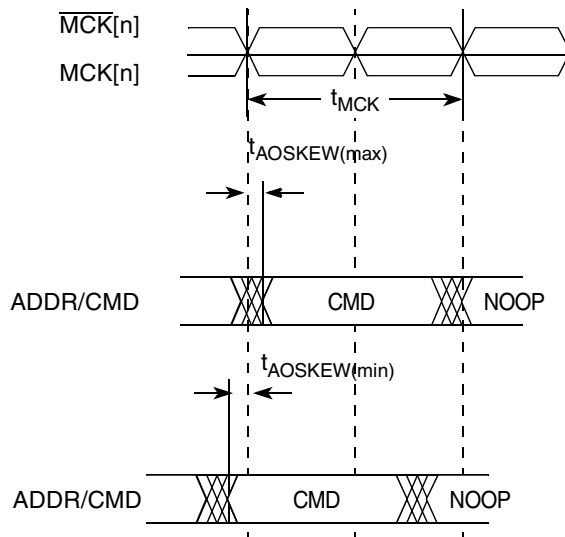 MCK[n]
MCK[n]
tMCK
tAOSKEW(max)
ADDR/CMD CMD NOOP
tAOSKEW(min)
ADDR/CMD CMD NOOP